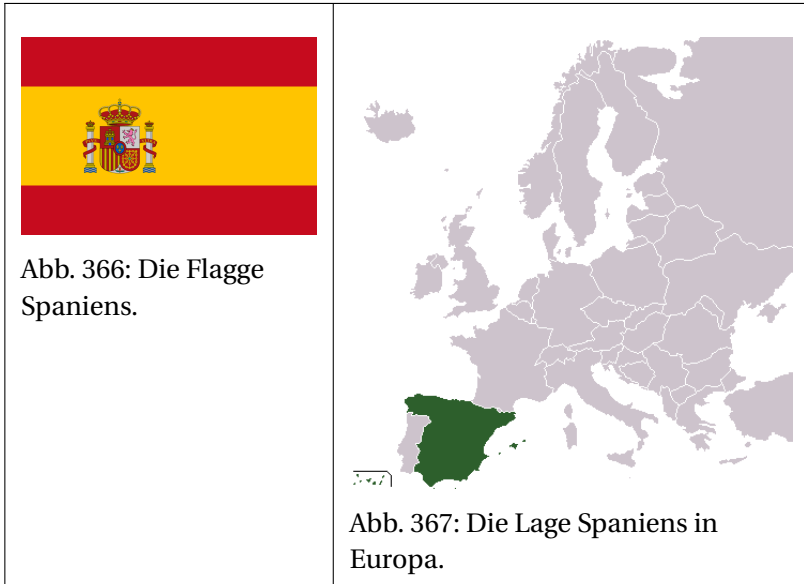 Abb. 366: Die Flagge
Spaniens.
Abb. 367: Die Lage Spaniens in
Europa.